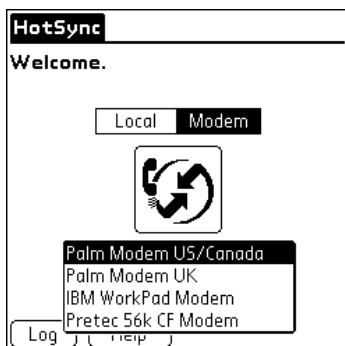 HotSync
Welcome.
Local Modem
Palm Modem US/Canada
Palm Modem UK
IBM WorkPad Modem
Pretec 56k CF Modem
Log Help